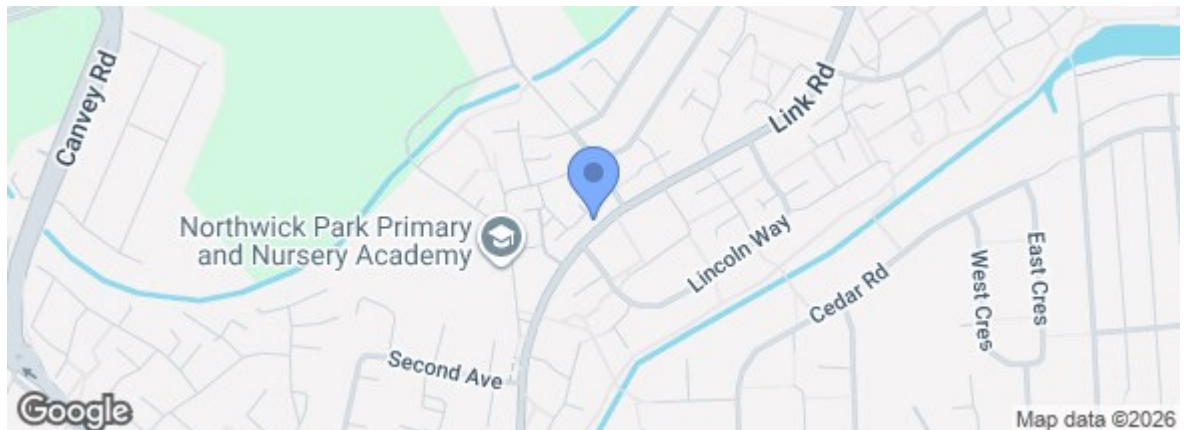 Canvey Rd
Link Rd
Northwick Park Primary
and Nursery Academy
Lincoln Way
Cedar Rd
West Cres
East Cres
Second Ave
Google
Map data ©2026